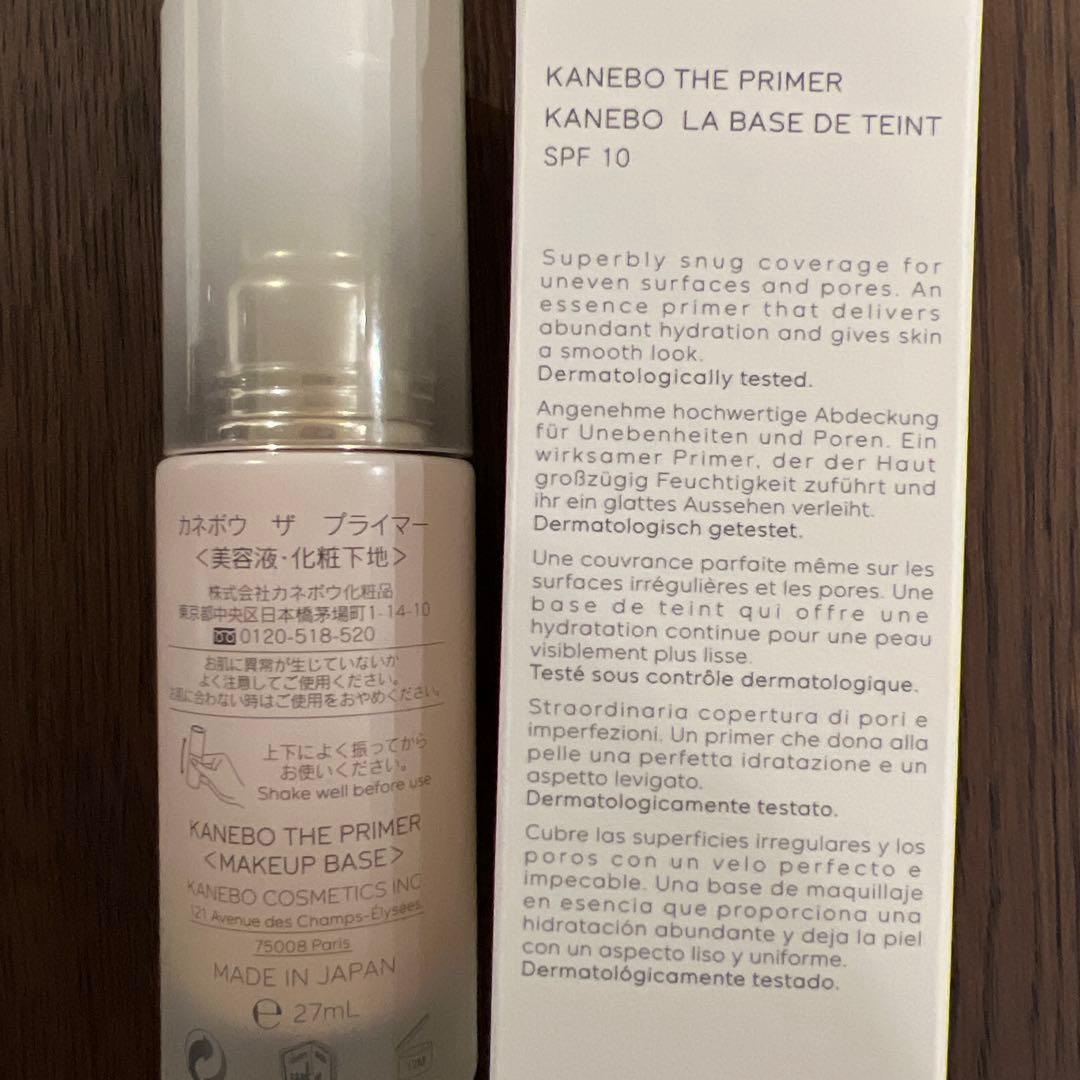 カネボウ ザ プライマー
<美容液・化粧下地>
株式会社カネボウ化粧品
東京都中央区日本橋茅場町1-14-10
0120-518-520
お肌に異常が生じていないか
よく注意してご使用ください。
お肌に合わない時はご使用をおやめください。
上下によく振ってから
お使いください。
Shake well before use
KANEBO THE PRIMER
<MAKEUP BASE>
KANEBO COSMETICS INC
121 Avenue des Champs-Élysées
75008 Paris
MADE IN JAPAN
℮ 27mL
12M
KANEBO THE PRIMER
KANEBO LA BASE DE TEINT
SPF 10
Superbly snug coverage for
uneven surfaces and pores. An
essence primer that delivers
abundant hydration and gives skin
a smooth look.
Dermatologically tested.
Angenehme hochwertige Abdeckung
für Unebenheiten und Poren. Ein
wirksamer Primer, der der Haut
großzügig Feuchtigkeit zuführt und
ihr ein glattes Aussehen verleiht.
Dermatologisch getestet.
Une couvrance parfaite même sur les
surfaces irrégulières et les pores. Une
base de teint qui offre une
hydratation continue pour une peau
visiblement plus lisse.
Testé sous contrôle dermatologique.
Straordinaria copertura di pori e
imperfezioni. Un primer che dona alla
pelle una perfetta idratazione e un
aspetto levigato.
Dermatologicamente testato.
Cubre las superficies irregulares y los
poros con un velo perfecto e
impecable. Una base de maquillaje
en esencia que proporciona una
hidratación abundante y deja la piel
con un aspecto liso y uniforme.
Dermatológicamente testado.